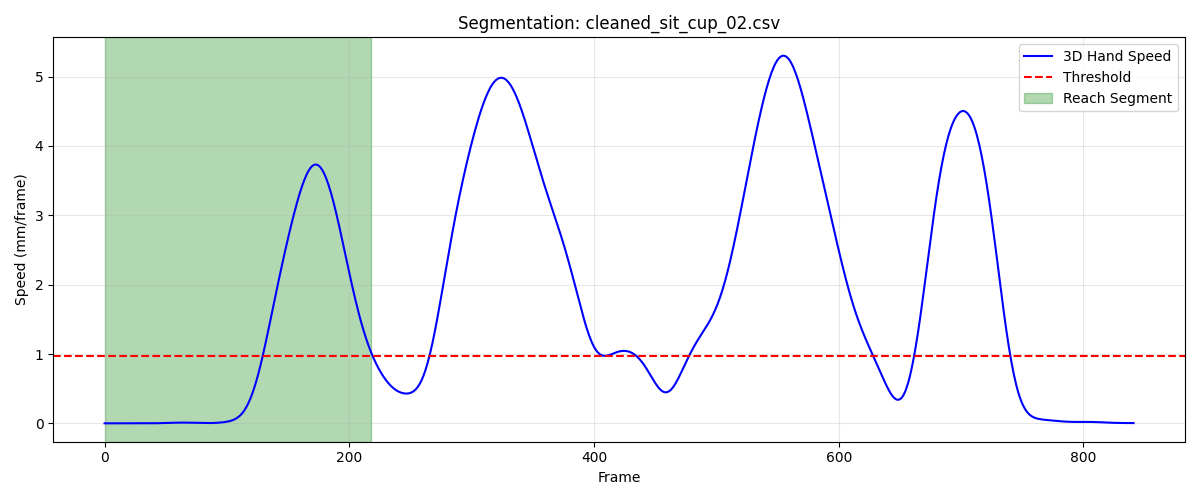 Segmentation: cleaned_sit_cup_02.csv
3D Hand Speed
Threshold
Reach Segment
Speed (mm/frame)
5
4
3
2
1
0
0 200 400 600 800
Frame